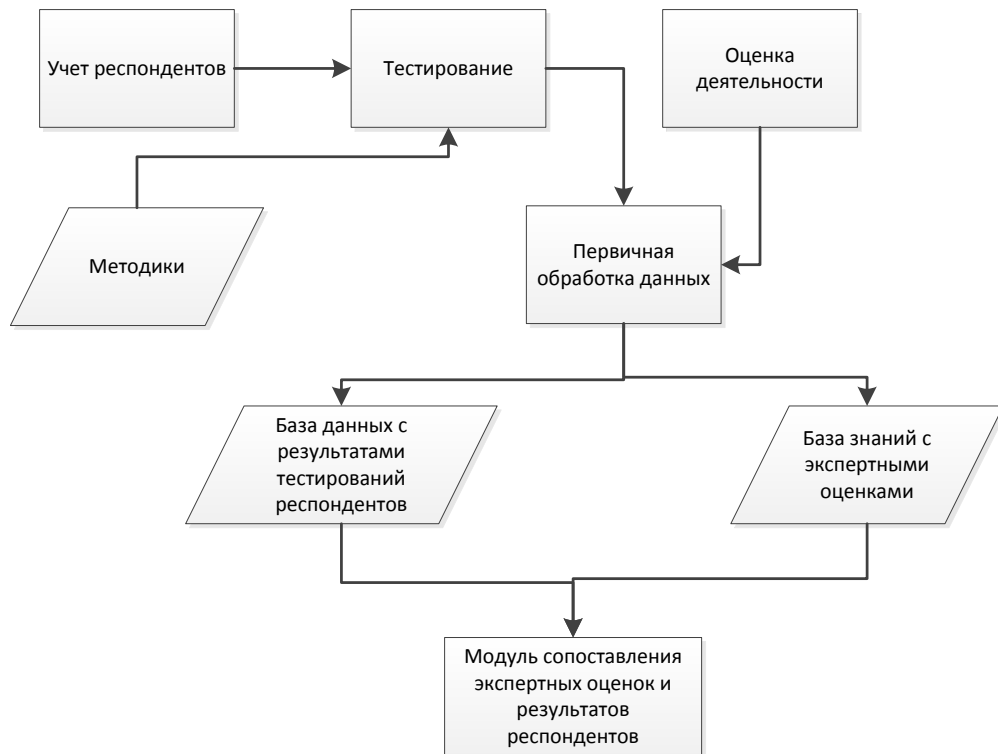 Учет респондентов
Тестирование
Оценка
деятельности
Методики
Первичная
обработка данных
База данных с
результатами
тестирований
респондентов
База знаний с
экспертными
оценками
Модуль сопоставления
экспертных оценок и
результатов
респондентов